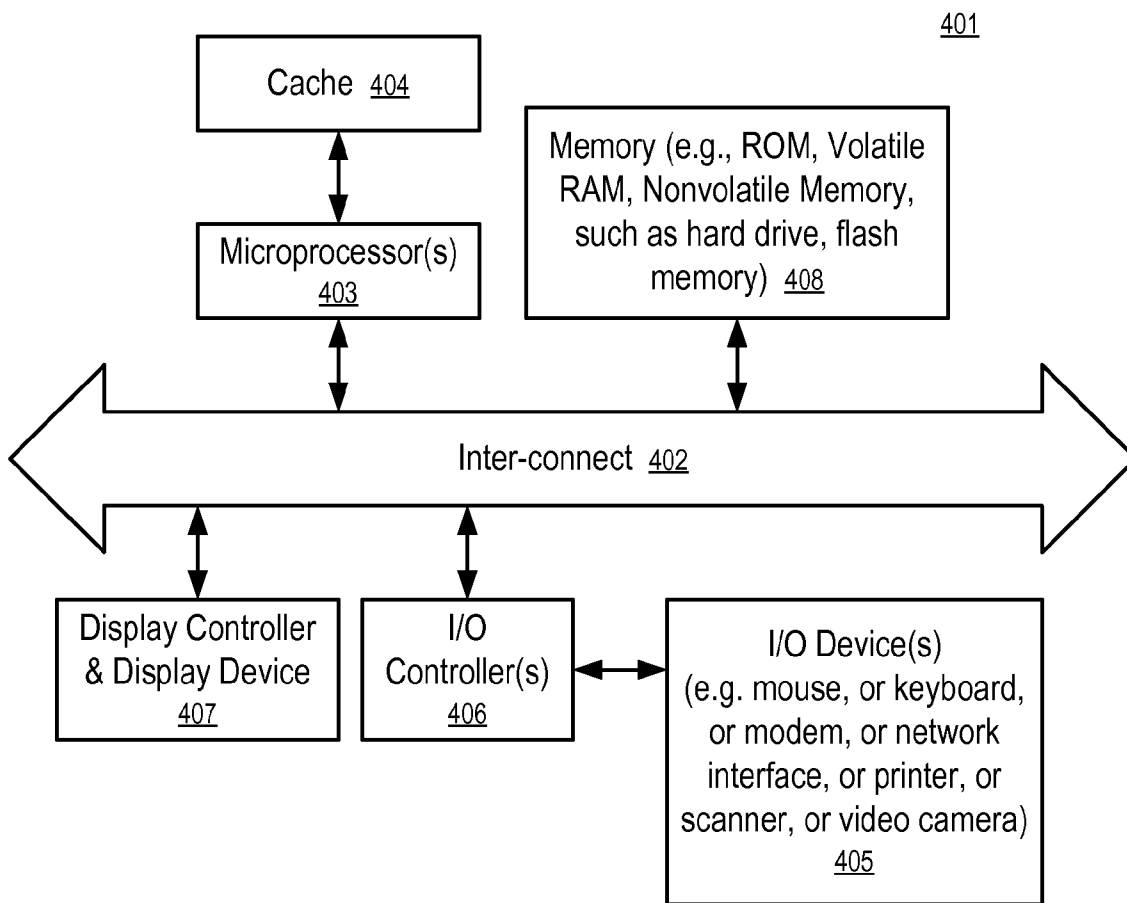 401
Cache 404
Memory (e.g., ROM, Volatile
RAM, Nonvolatile Memory,
such as hard drive, flash
memory) 408
Microprocessor(s)
403
Inter-connect 402
Display Controller
& Display Device
407
I/O
Controller(s)
406
I/O Device(s)
(e.g. mouse, or keyboard,
or modem, or network
interface, or printer, or
scanner, or video camera)
405